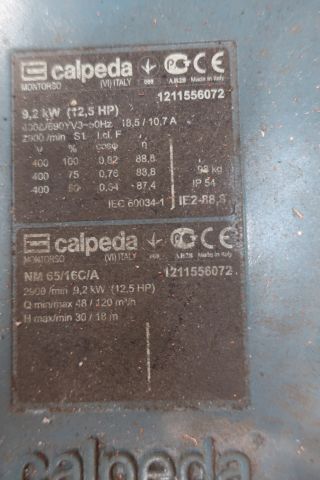 calpeda
MONTORSO (VI) ITALY Made in Italy
1211556072
9,2 kW (12,5 HP)
400Δ/690YV3~50Hz 18,5 / 10,7 A
2900 /min S1 I.cl. F
V % cosφ η
400 100 0,82 88,8
400 75 0,76 88,8 98 kg
400 50 0,64 87,4 IP 54
IEC 60034-1 IE2-88,8
calpeda
MONTORSO (VI) ITALY Made in Italy
NM 65/16C/A 1211556072
2900 /min 9,2 kW (12,5 HP)
Q min/max 48 / 120 m³/h
H max/min 30 / 18 m
calpeda